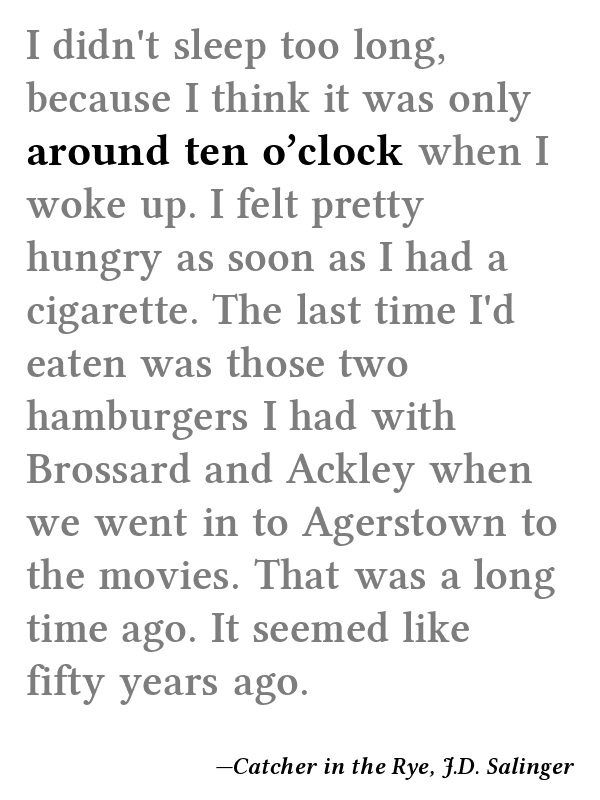 I didn't sleep too long,
because I think it was only
around ten o’clock when I
woke up. I felt pretty
hungry as soon as I had a
cigarette. The last time I'd
eaten was those two
hamburgers I had with
Brossard and Ackley when
we went in to Agerstown to
the movies. That was a long
time ago. It seemed like
fifty years ago.
—Catcher in the Rye, J.D. Salinger